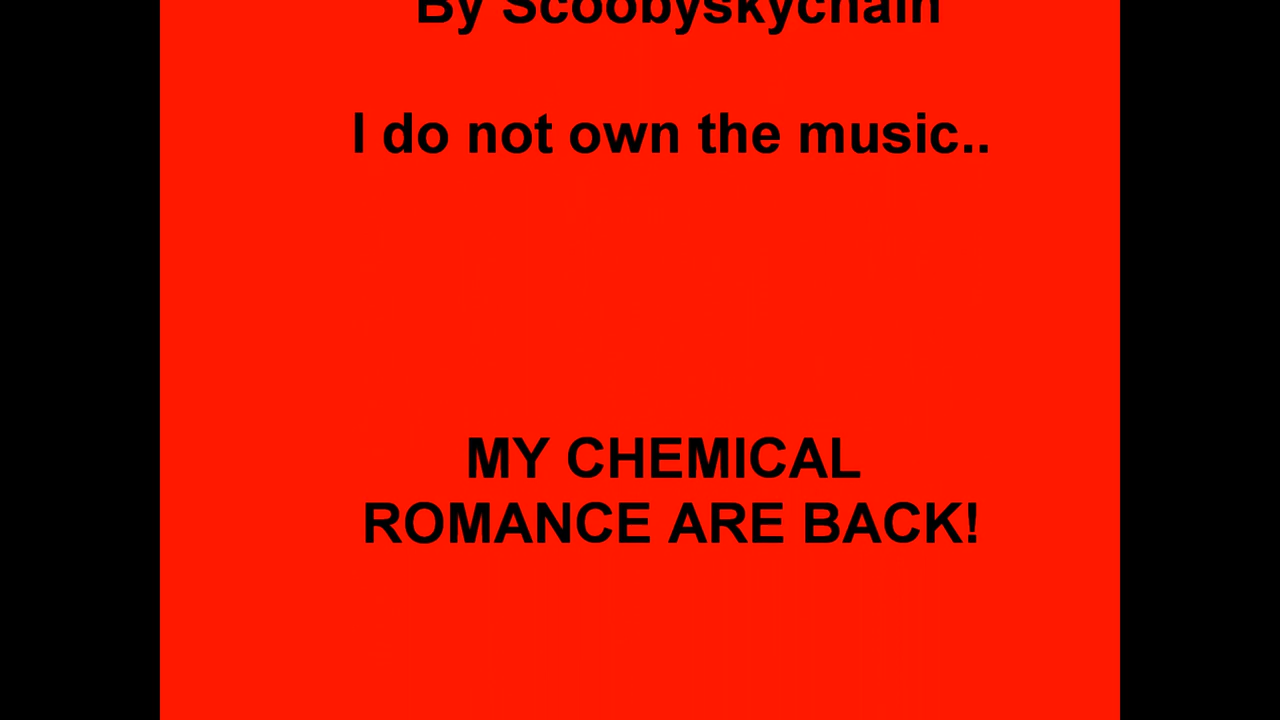 By Scoobyskychain
I do not own the music..
MY CHEMICAL
ROMANCE ARE BACK!